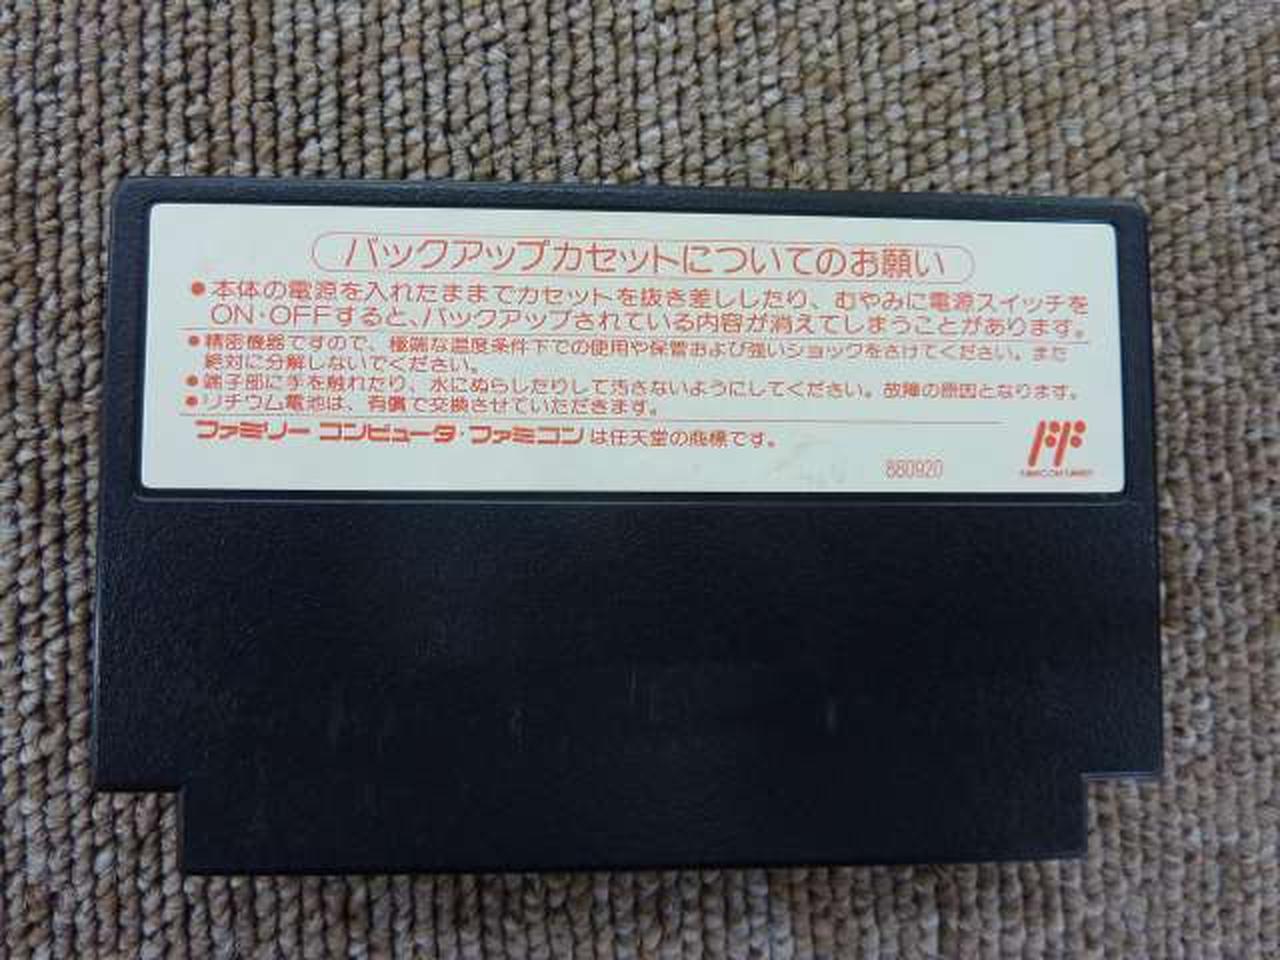 バックアップカセットについてのお願い
●本体の電源を入れたままでカセットを抜き差ししたり、むやみに電源スイッチを
ON・OFFすると、バックアップされている内容が消えてしまうことがあります。
●精密機器ですので、極端な温度条件下での使用や保管および強いショックをさけてください。また
絶対に分解しないでください。
●端子部に手を触れたり、水にぬらしたりして汚さないようにしてください。故障の原因となります。
●リチウム電池は、有償で交換させていただきます。
ファミリーコンピュータ・ファミコンは任天堂の商標です。
880920
FAMICOM FAMILY